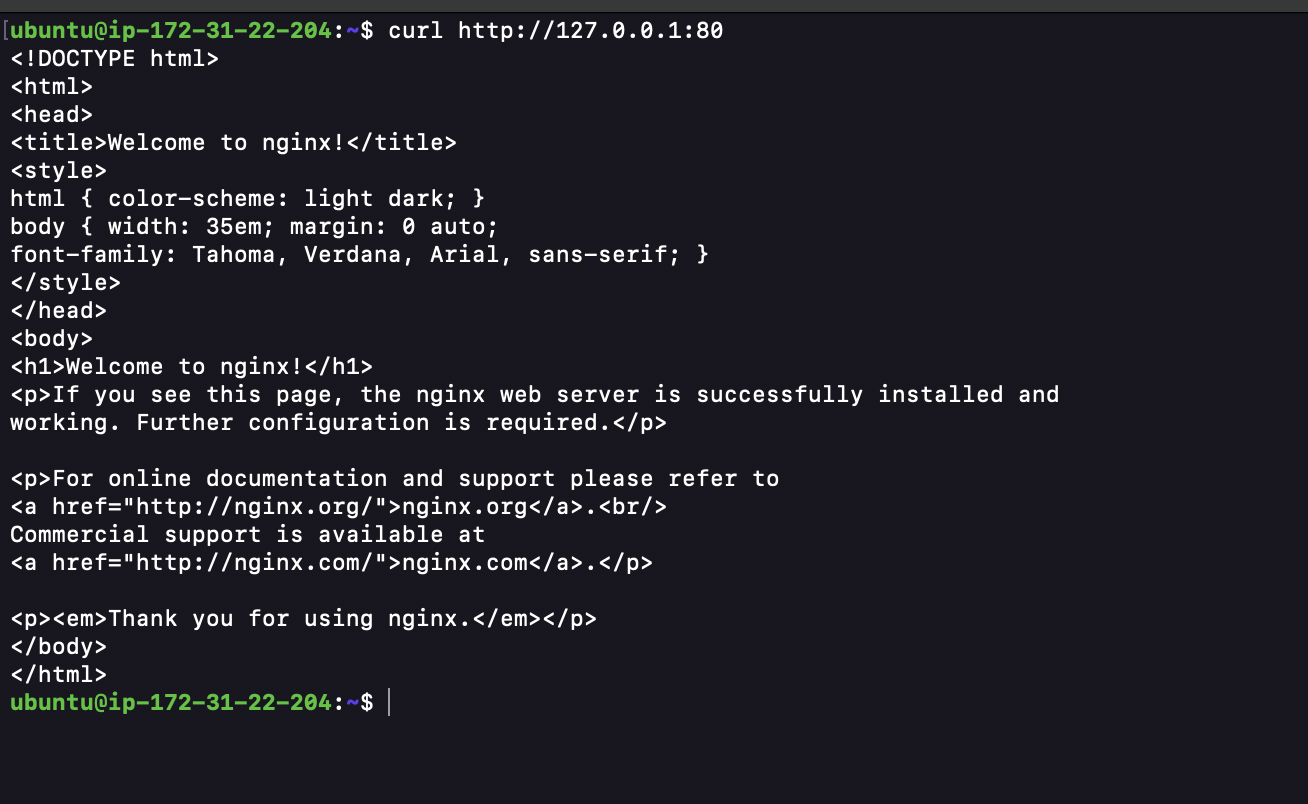 [ubuntu@ip-172-31-22-204:~$ curl http://127.0.0.1:80
<!DOCTYPE html>
<html>
<head>
<title>Welcome to nginx!</title>
<style>
html { color-scheme: light dark; }
body { width: 35em; margin: 0 auto;
font-family: Tahoma, Verdana, Arial, sans-serif; }
</style>
</head>
<body>
<h1>Welcome to nginx!</h1>
<p>If you see this page, the nginx web server is successfully installed and
working. Further configuration is required.</p>

<p>For online documentation and support please refer to
<a href="http://nginx.org/">nginx.org</a>.<br/>
Commercial support is available at
<a href="http://nginx.com/">nginx.com</a>.</p>

<p><em>Thank you for using nginx.</em></p>
</body>
</html>
ubuntu@ip-172-31-22-204:~$